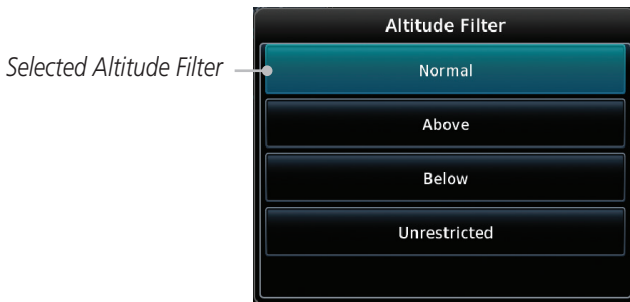 Altitude Filter
Selected Altitude Filter
Normal
Above
Below
Unrestricted